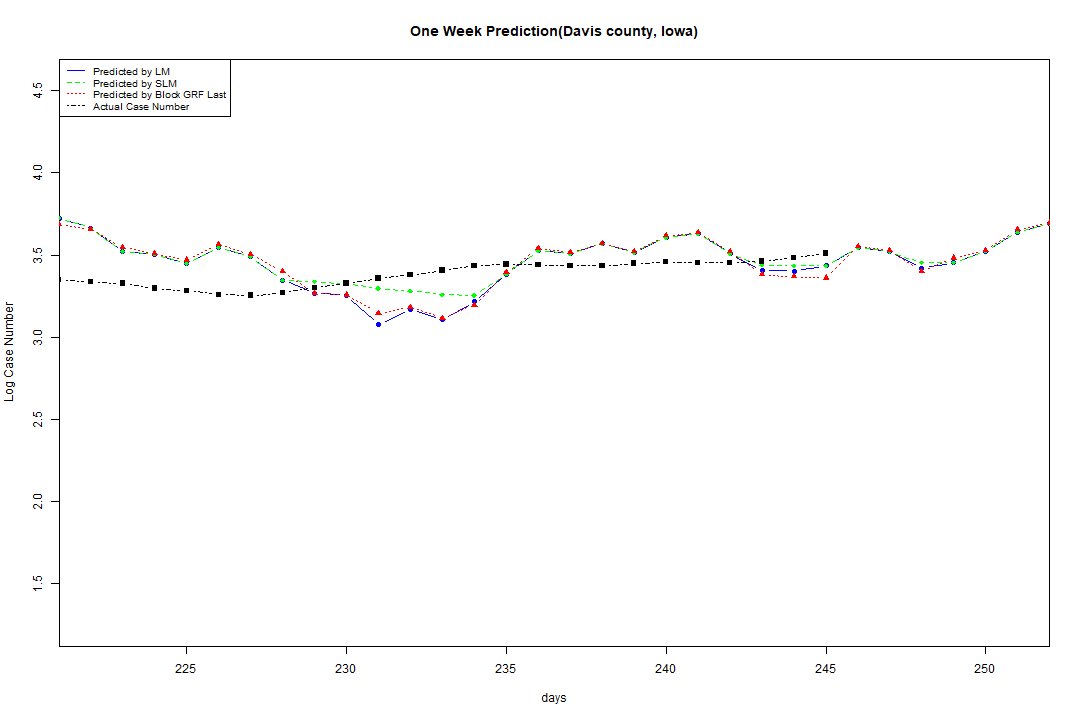 One Week Prediction(Davis county, Iowa)
Predicted by LM
Predicted by SLM
Predicted by Block GRF Last
Actual Case Number
4.5
4.0
3.5
3.0
2.5
2.0
1.5
Log Case Number
225 230 235 240 245 250
days